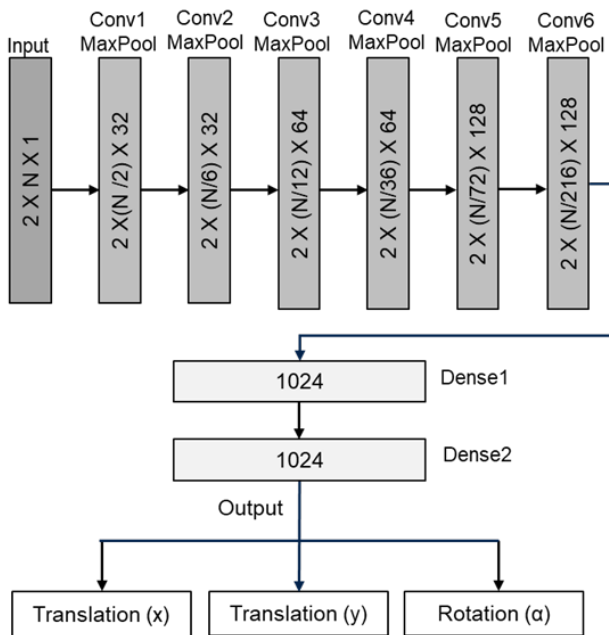 Input
Conv1
MaxPool
Conv2
MaxPool
Conv3
MaxPool
Conv4
MaxPool
Conv5
MaxPool
Conv6
MaxPool
2 X N X 1
2 X(N /2) X 32
2 X (N/6) X 32
2 X (N/12) X 64
2 X (N/36) X 64
2 X (N/72) X 128
2 X (N/216) X 128
1024
Dense1
1024
Dense2
Output
Translation (x)
Translation (y)
Rotation (α)